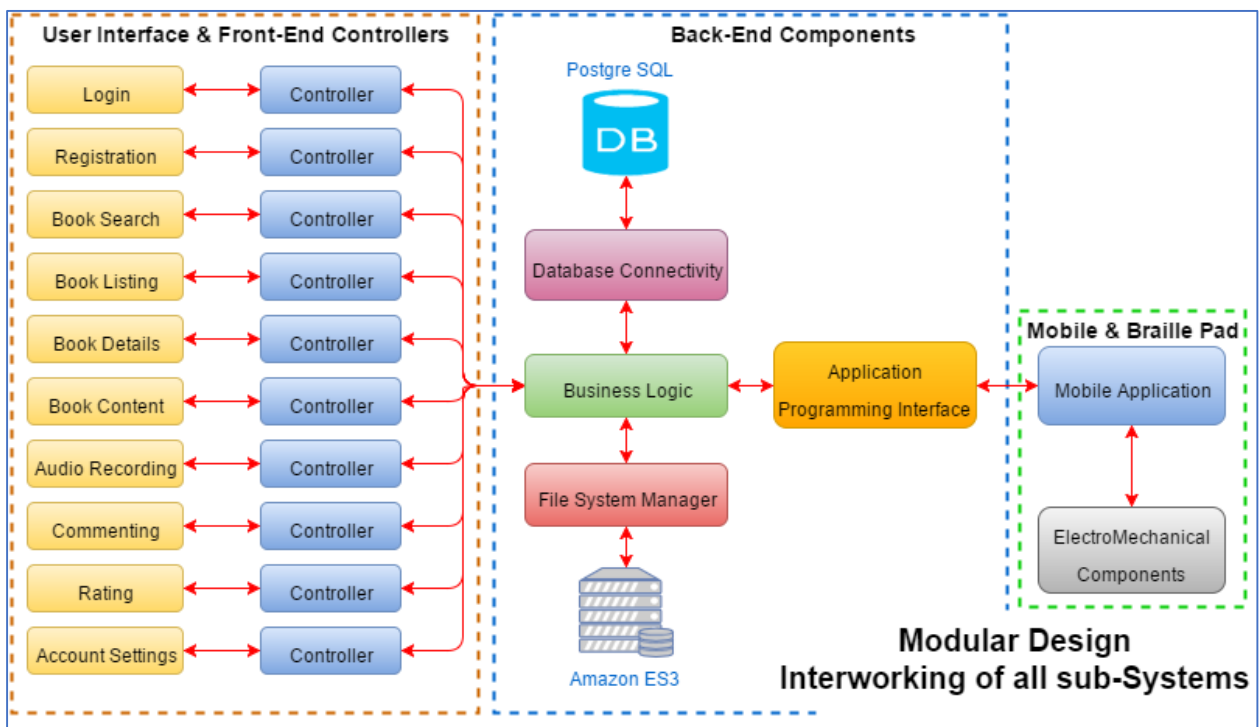 User Interface & Front-End Controllers
Login
Controller
Registration
Controller
Book Search
Controller
Book Listing
Controller
Book Details
Controller
Book Content
Controller
Audio Recording
Controller
Commenting
Controller
Rating
Controller
Account Settings
Controller
Back-End Components
Postgre SQL
DB
Database Connectivity
Business Logic
File System Manager
Amazon ES3
Application
Programming Interface
Mobile & Braille Pad
Mobile Application
ElectroMechanical
Components
Modular Design
Interworking of all sub-Systems